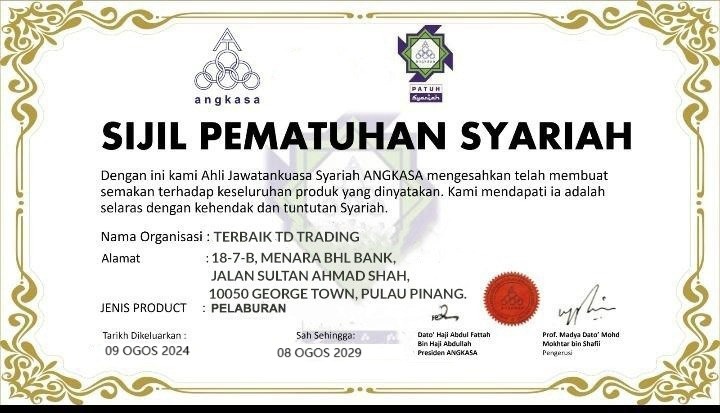 angkasa
ANGKASA
PATUH
Syariah
SIJIL PEMATUHAN SYARIAH
Dengan ini kami Ahli Jawatankuasa Syariah ANGKASA mengesahkan telah membuat
semakan terhadap keseluruhan produk yang dinyatakan. Kami mendapati ia adalah
selaras dengan kehendak dan tuntutan Syariah.
Nama Organisasi : TERBAIK TD TRADING
Alamat : 18-7-B, MENARA BHL BANK,
JALAN SULTAN AHMAD SHAH,
10050 GEORGE TOWN, PULAU PINANG.
JENIS PRODUCT : PELABURAN
Tarikh Dikeluarkan :
09 OGOS 2024
Sah Sehingga:
08 OGOS 2029
Dato' Haji Abdul Fattah
Bin Haji Abdullah
Presiden ANGKASA
Prof. Madya Dato' Mohd
Mokhtar bin Shafii
Pengerusi